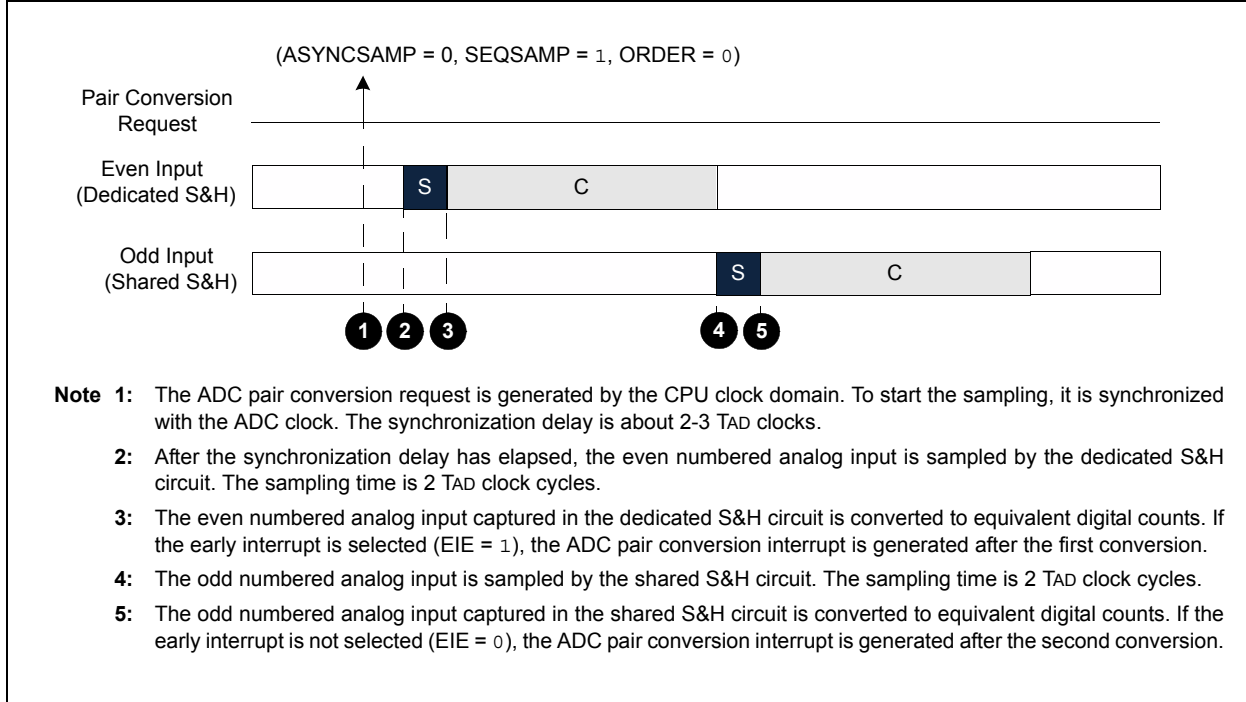 (ASYNCSAMP = 0, SEQSAMP = 1, ORDER = 0)
Pair Conversion
Request
Even Input
(Dedicated S&H)
S
C
Odd Input
(Shared S&H)
S
C
1
2
3
4
5
Note 1: The ADC pair conversion request is generated by the CPU clock domain. To start the sampling, it is synchronized
with the ADC clock. The synchronization delay is about 2-3 TAD clocks.
2: After the synchronization delay has elapsed, the even numbered analog input is sampled by the dedicated S&H
circuit. The sampling time is 2 TAD clock cycles.
3: The even numbered analog input captured in the dedicated S&H circuit is converted to equivalent digital counts. If
the early interrupt is selected (EIE = 1), the ADC pair conversion interrupt is generated after the first conversion.
4: The odd numbered analog input is sampled by the shared S&H circuit. The sampling time is 2 TAD clock cycles.
5: The odd numbered analog input captured in the shared S&H circuit is converted to equivalent digital counts. If the
early interrupt is not selected (EIE = 0), the ADC pair conversion interrupt is generated after the second conversion.